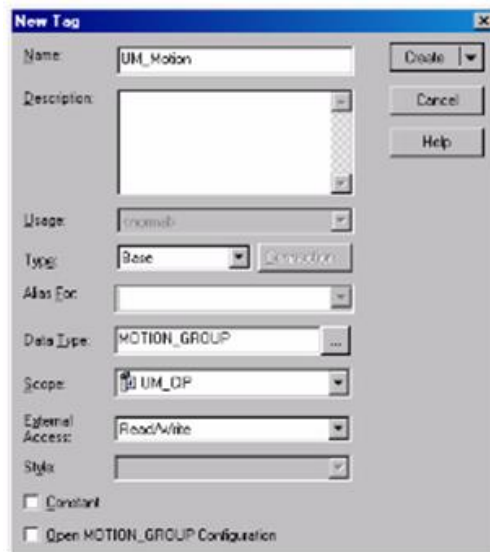 New Tag
Name: UM_Motion
Create
Description:
Cancel
Help
Usage: <normal>
Type: Base
Connection...
Alias For:
Data Type: MOTION_GROUP ...
Scope: UM_CIP
External Access: Read/Write
Style:
Constant
Open MOTION_GROUP Configuration